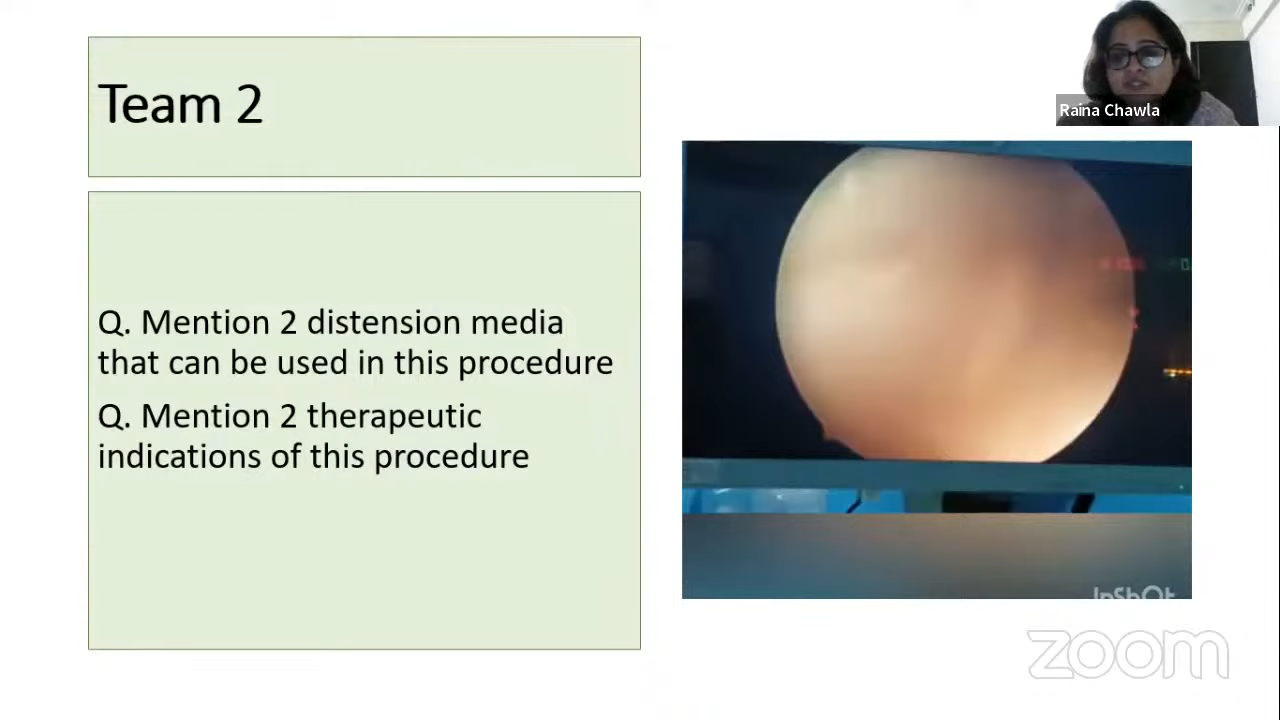 Team 2
Raina Chawla
Q. Mention 2 distension media
that can be used in this procedure
Q. Mention 2 therapeutic
indications of this procedure
InShOt
zoom